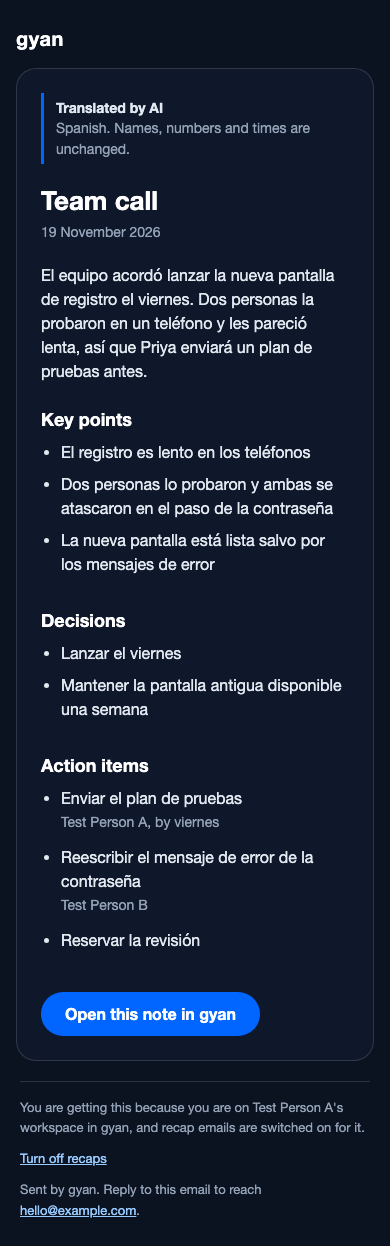 gyan
Translated by AI
Spanish. Names, numbers and times are
unchanged.
Team call
19 November 2026
El equipo acordó lanzar la nueva pantalla
de registro el viernes. Dos personas la
probaron en un teléfono y les pareció
lenta, así que Priya enviará un plan de
pruebas antes.
Key points
• El registro es lento en los teléfonos
• Dos personas lo probaron y ambas se
atascaron en el paso de la contraseña
• La nueva pantalla está lista salvo por
los mensajes de error
Decisions
• Lanzar el viernes
• Mantener la pantalla antigua disponible
una semana
Action items
• Enviar el plan de pruebas
Test Person A, by viernes
• Reescribir el mensaje de error de la
contraseña
Test Person B
• Reservar la revisión
Open this note in gyan
You are getting this because you are on Test Person A's
workspace in gyan, and recap emails are switched on for it.
Turn off recaps
Sent by gyan. Reply to this email to reach
hello@example.com.